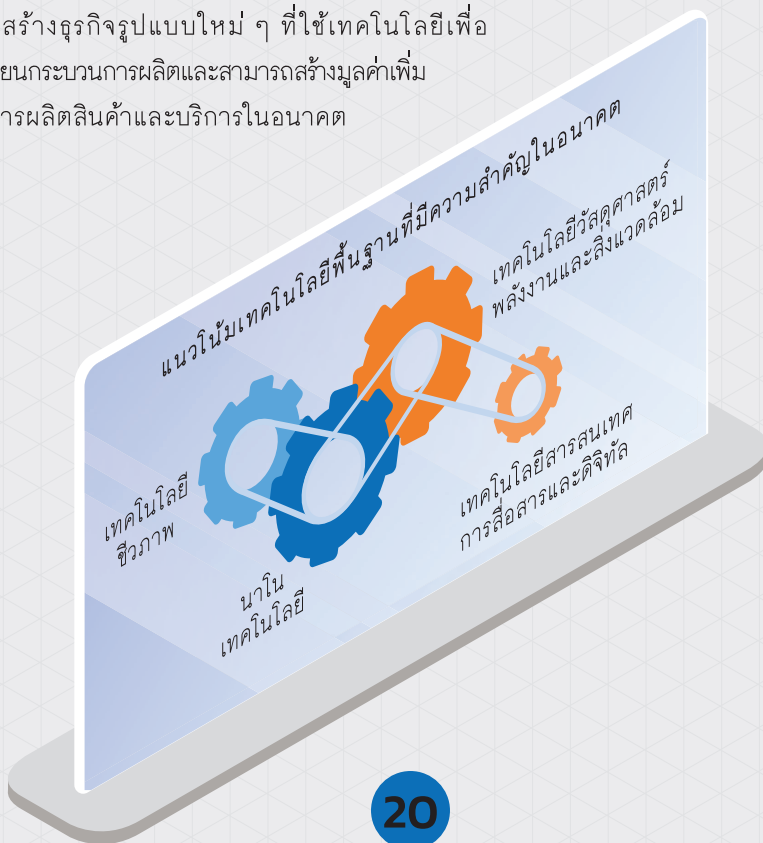 สร้างธุรกิจรูปแบบใหม่ ๆ ที่ใช้เทคโนโลยีเพื่อ
ยนกระบวนการผลิตและสามารถสร้างมูลค่าเพิ่ม
ารผลิตสินค้าและบริการในอนาคต
แนวโน้มเทคโนโลยีพื้นฐานที่มีความสำคัญในอนาคต
เทคโนโลยีวัสดุศาสตร์
พลังงานและสิ่งแวดล้อม
เทคโนโลยีสารสนเทศ
การสื่อสารและดิจิทัล
เทคโนโลยี
ชีวภาพ
นาโน
เทคโนโลยี
20